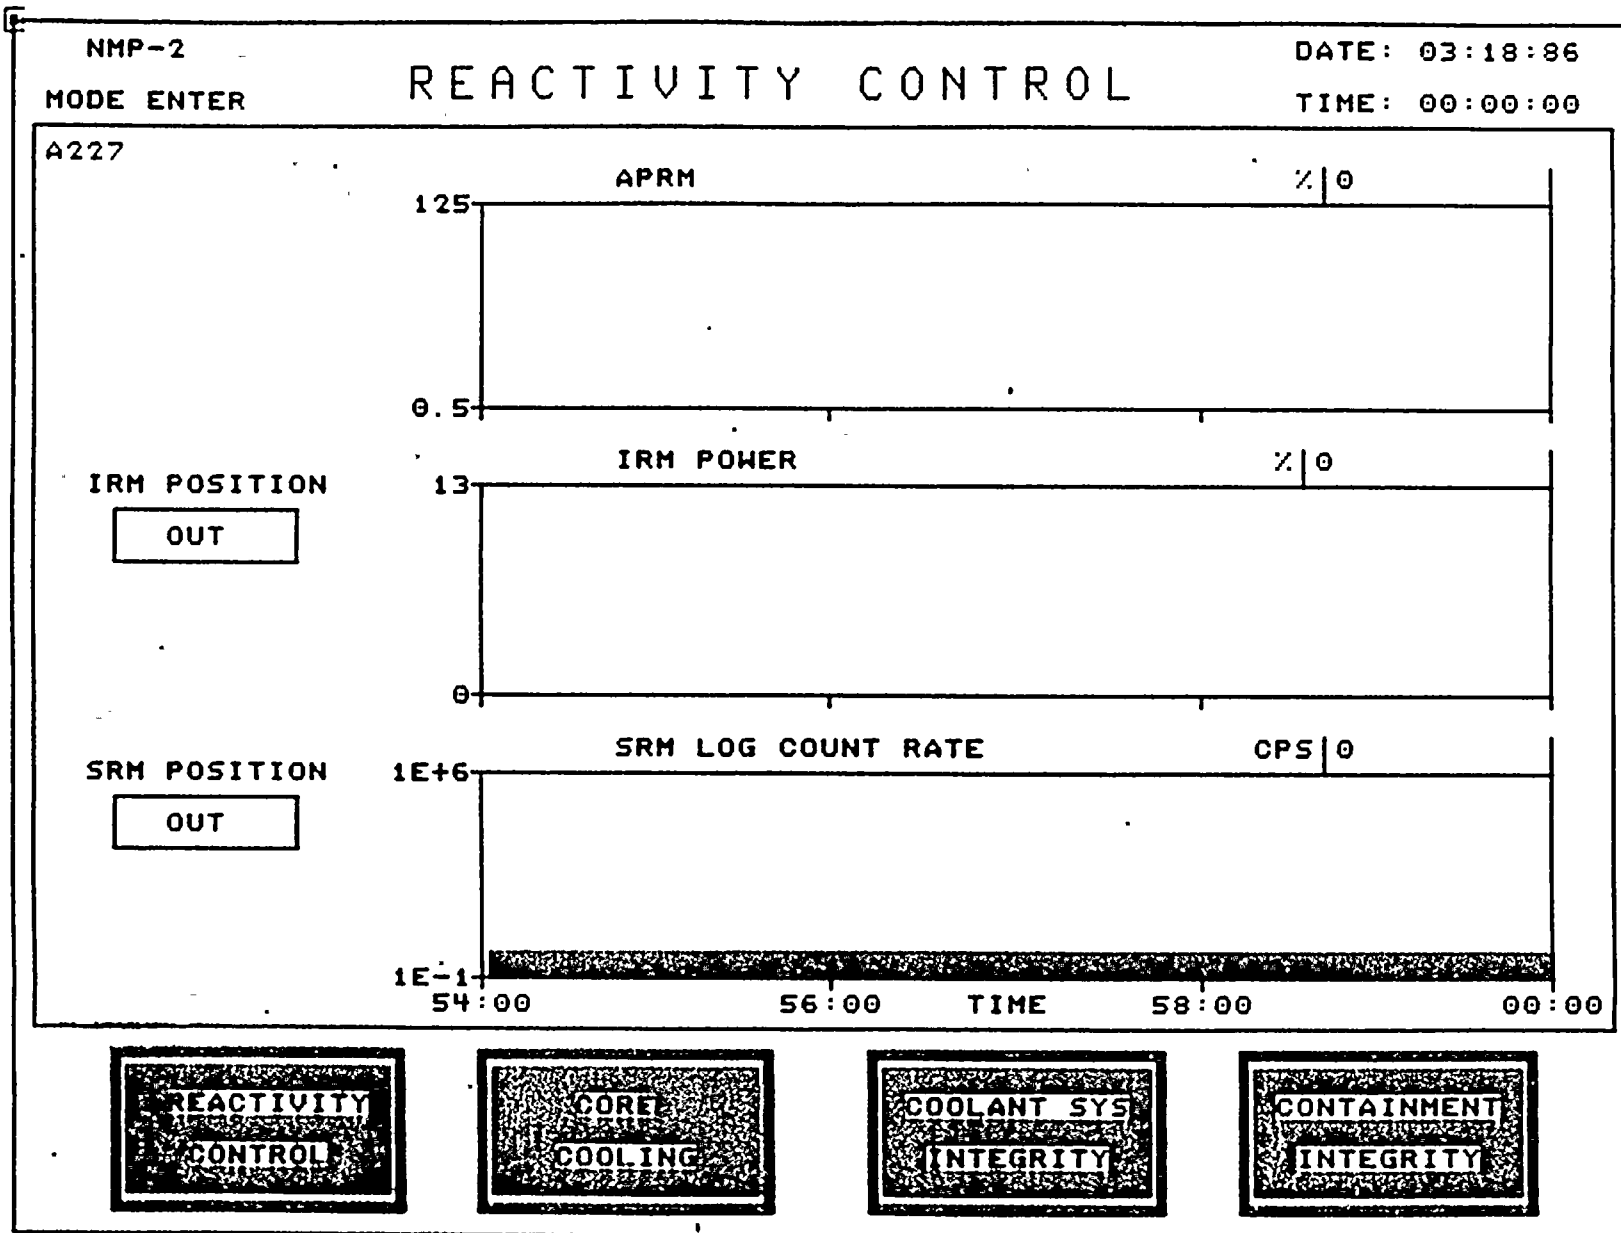 NMP-2
REACTIVITY CONTROL
DATE: 03:18:86
MODE ENTER
TIME: 00:00:00
A227
APRM
% 0
125
0.5
IRM POWER
% 0
IRM POSITION
13
OUT
0
SRM LOG COUNT RATE
CPS 0
SRM POSITION
1E+6
OUT
1E-1
54:00
56:00
TIME
58:00
00:00
REACTIVITY
CONTROL
CORE
COOLING
COOLANT SYS
INTEGRITY
CONTAINMENT
INTEGRITY